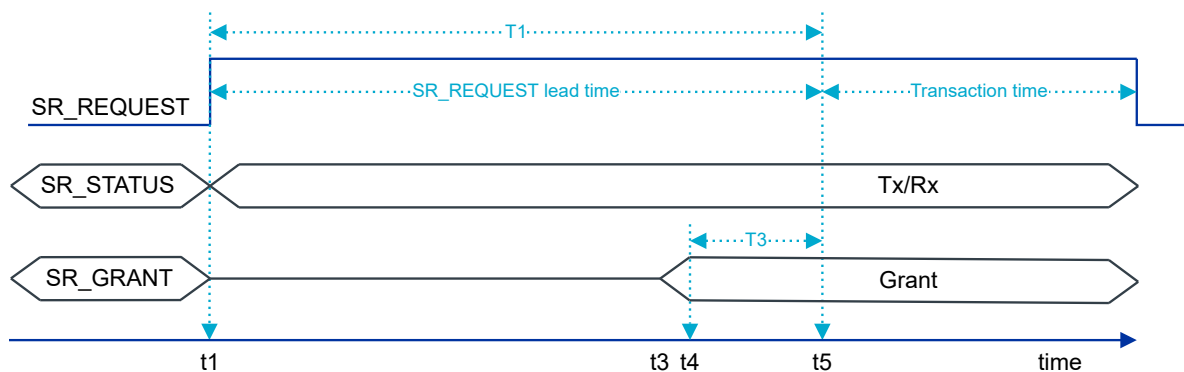 T1
SR_REQUEST
SR_REQUEST lead time
Transaction time
SR_STATUS
Tx/Rx
T3
SR_GRANT
Grant
t1
t3
t4
t5
time